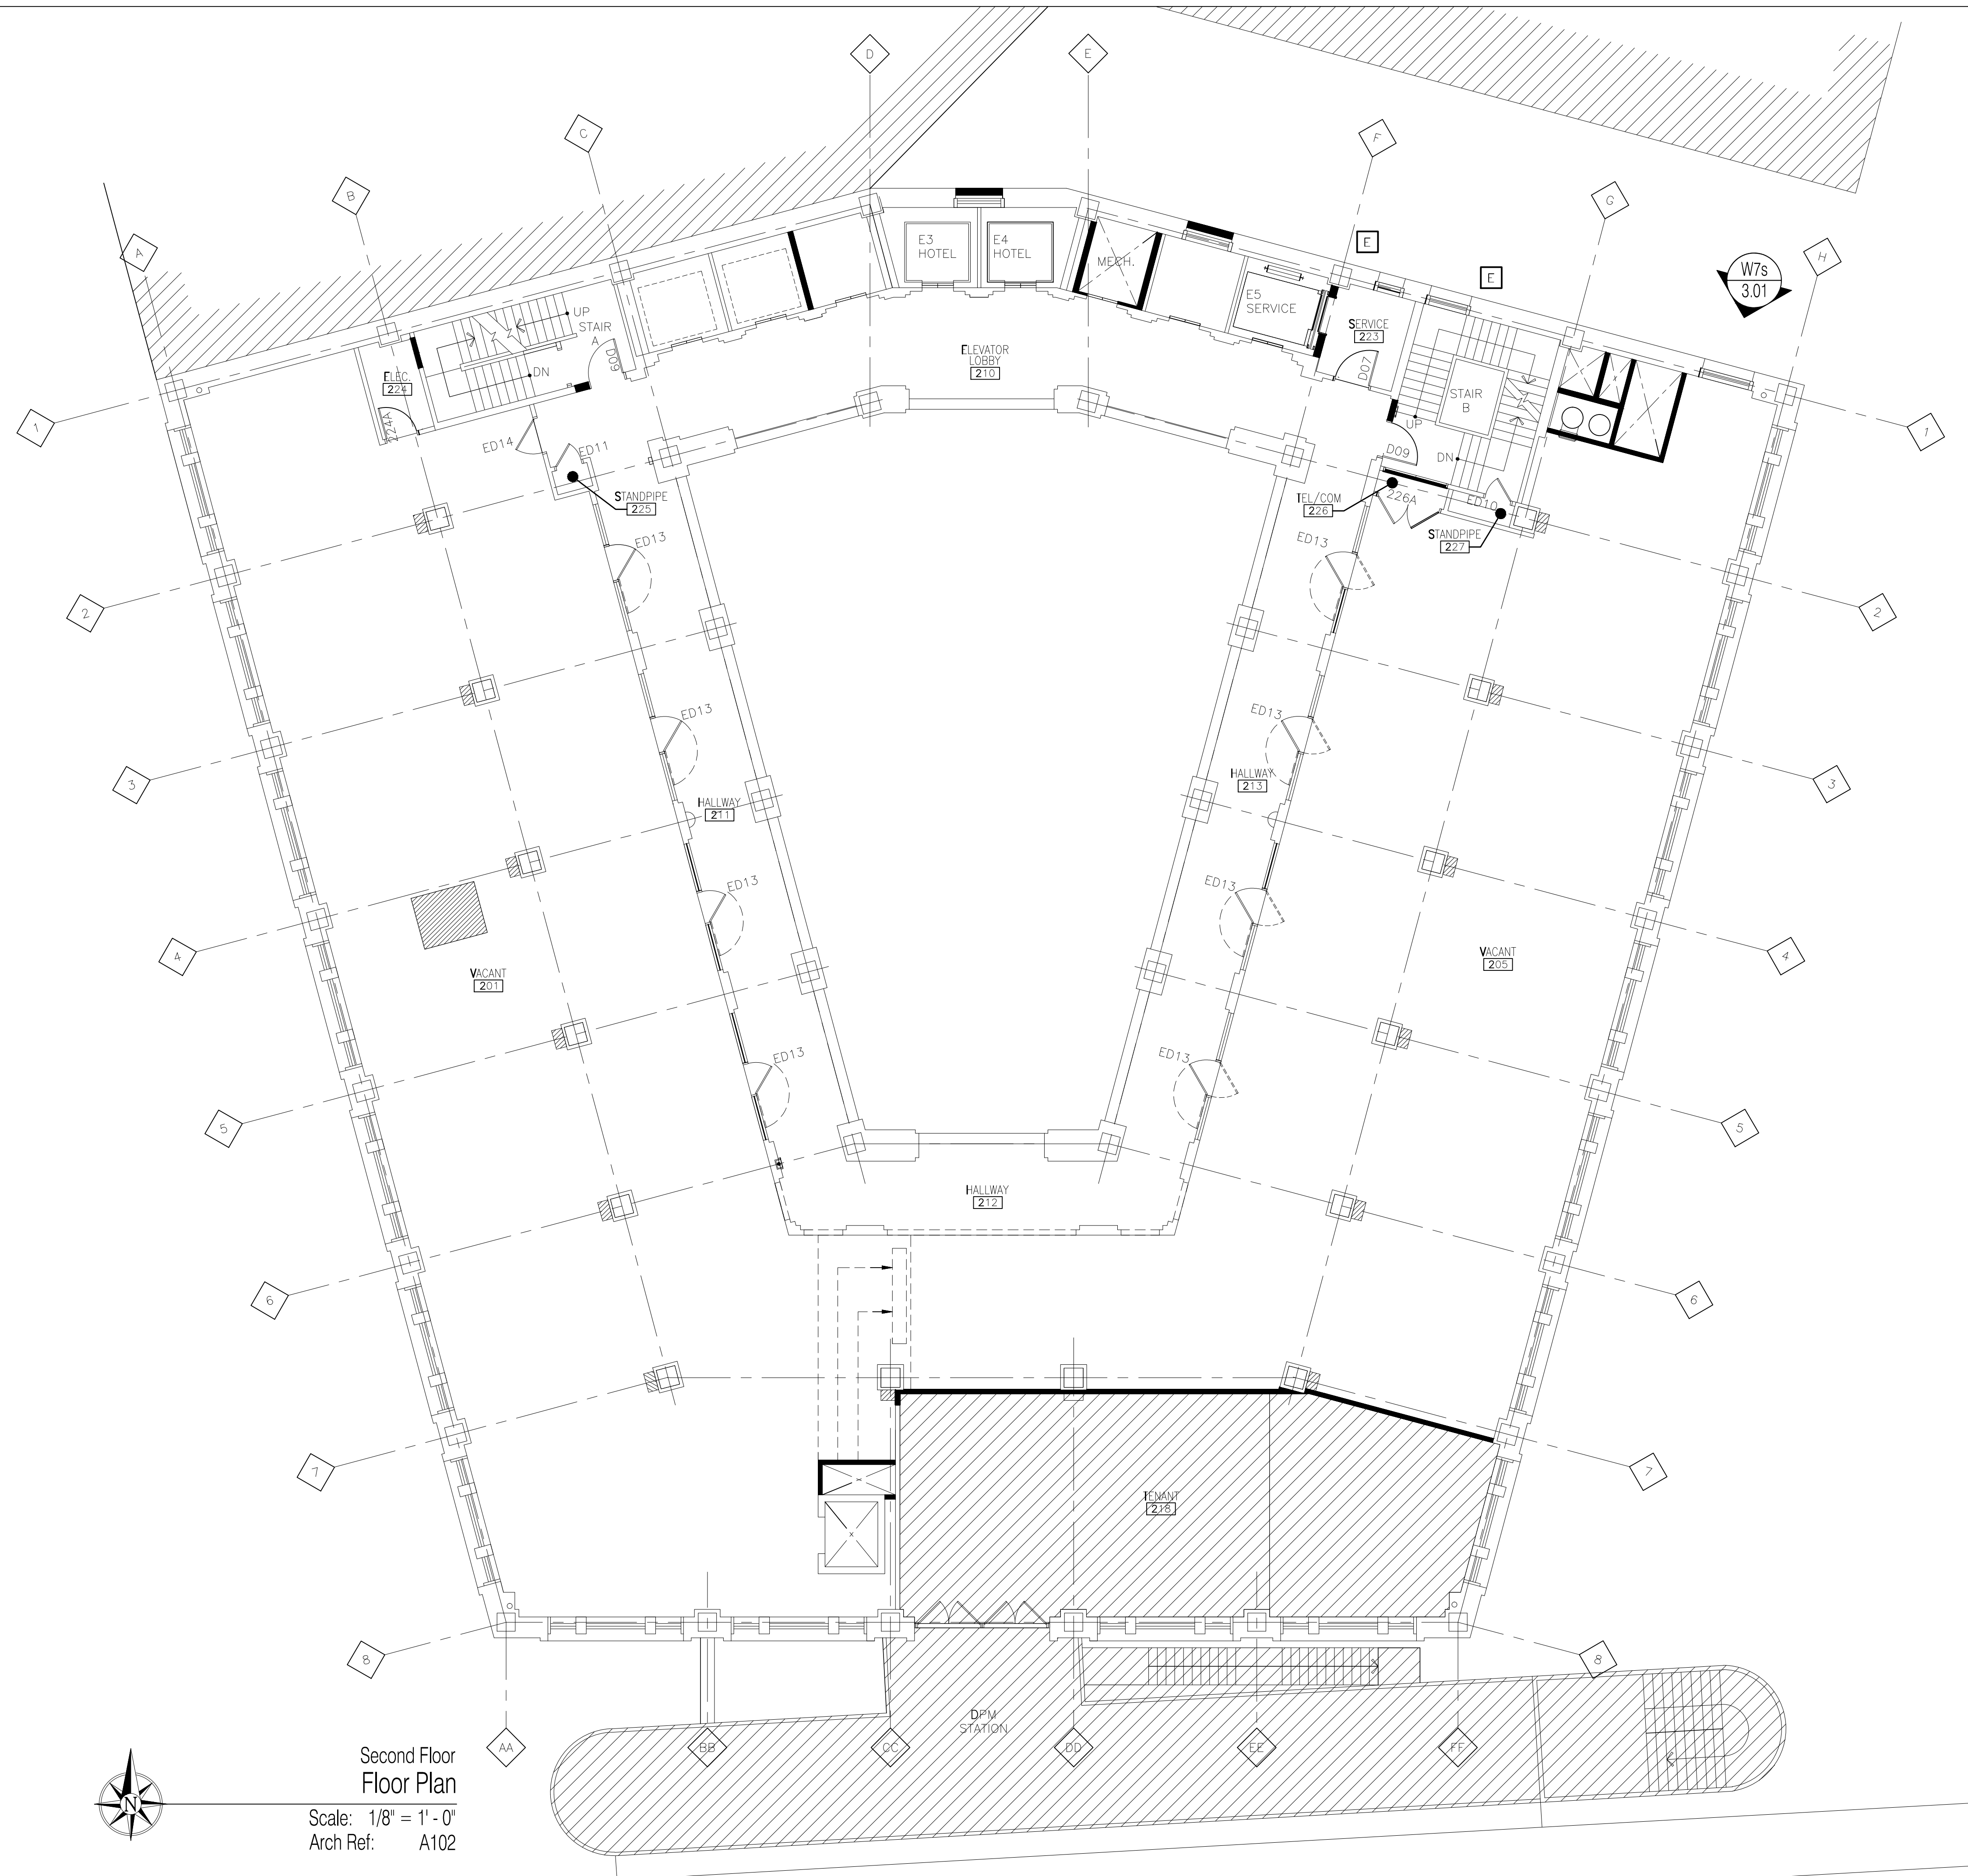 D
E
C
F
B
G
A
H
E
E
W7s
3.01
E3
HOTEL
E4
HOTEL
MECH.
E5
SERVICE
UP
STAIR
A
D09
DN
ELEC.
224
224A
SERVICE
223
D07
ELEVATOR
LOBBY
210
STAIR
B
UP
DN
D09
1
1
ED14
ED11
STANDPIPE
225
TEL/COM
226
226A
ED10
STANDPIPE
227
ED13
ED13
2
2
ED13
ED13
3
3
HALLWAY
211
HALLWAY
213
ED13
ED13
4
4
VACANT
201
VACANT
205
ED13
ED13
5
5
HALLWAY
212
6
6
7
7
TENANT
218
8
8
DPM
STATION
AA
BB
CC
DD
EE
FF
N
Second Floor
Floor Plan
Scale: 1/8" = 1' - 0"
Arch Ref: A102